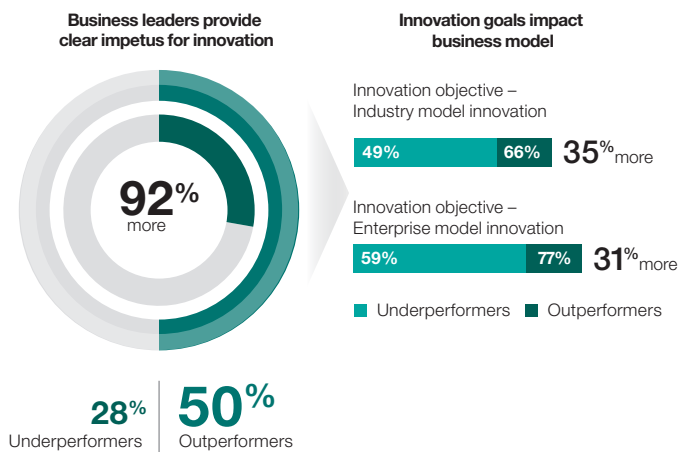 Business leaders provide
clear impetus for innovation
92%
more
28%
Underperformers
50%
Outperformers
Innovation goals impact
business model
Innovation objective –
Industry model innovation
49% 66% 35% more
Innovation objective –
Enterprise model innovation
59% 77% 31% more
Underperformers Outperformers